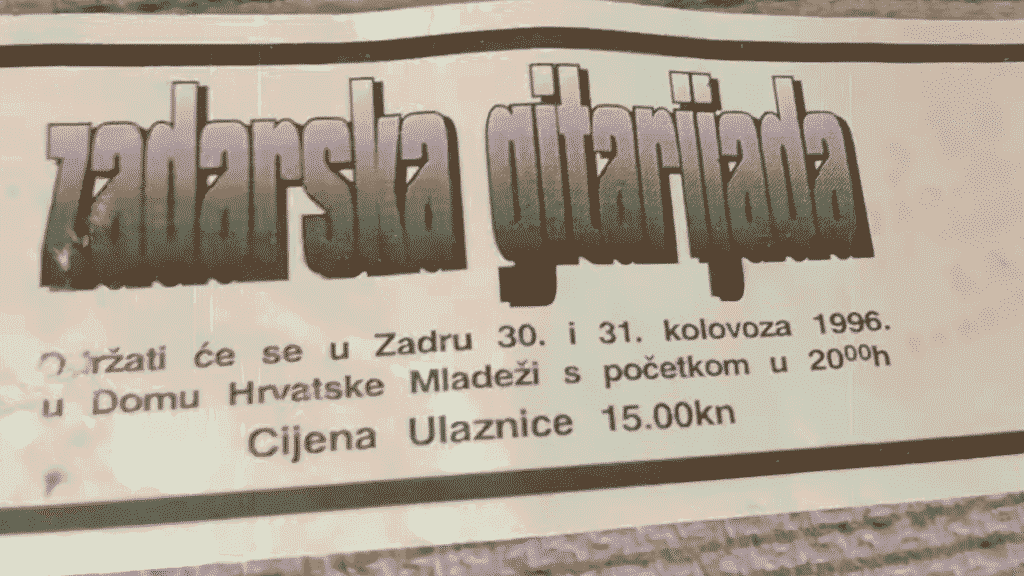 zadarska gitarijada
Održati će se u Zadru 30. i 31. kolovoza 1996.
u Domu Hrvatske Mladeži s početkom u 20⁰⁰h
Cijena Ulaznice 15.00kn